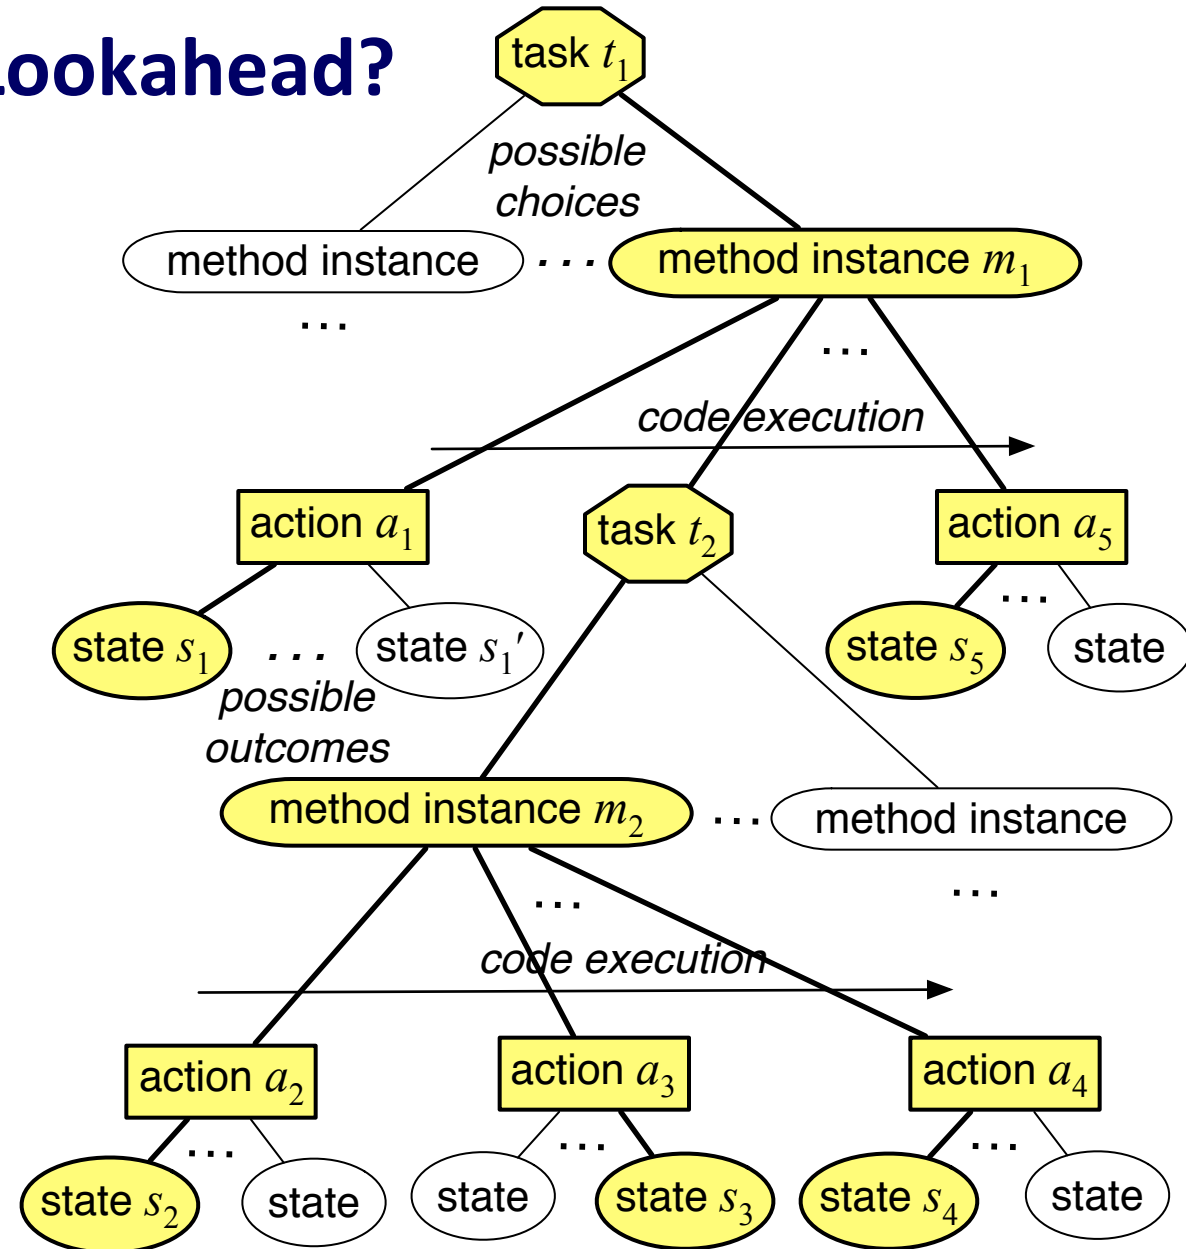 ookahead?
task t1
possible
choices
method instance ... method instance m1
...
...
code execution
action a1
task t2
action a5
...
state s1 ... state s1′
state s5
state
possible
outcomes
method instance m2 ... method instance
...
...
code execution
action a2
action a3
action a4
...
...
...
state s2
state
state
state s3
state s4
state